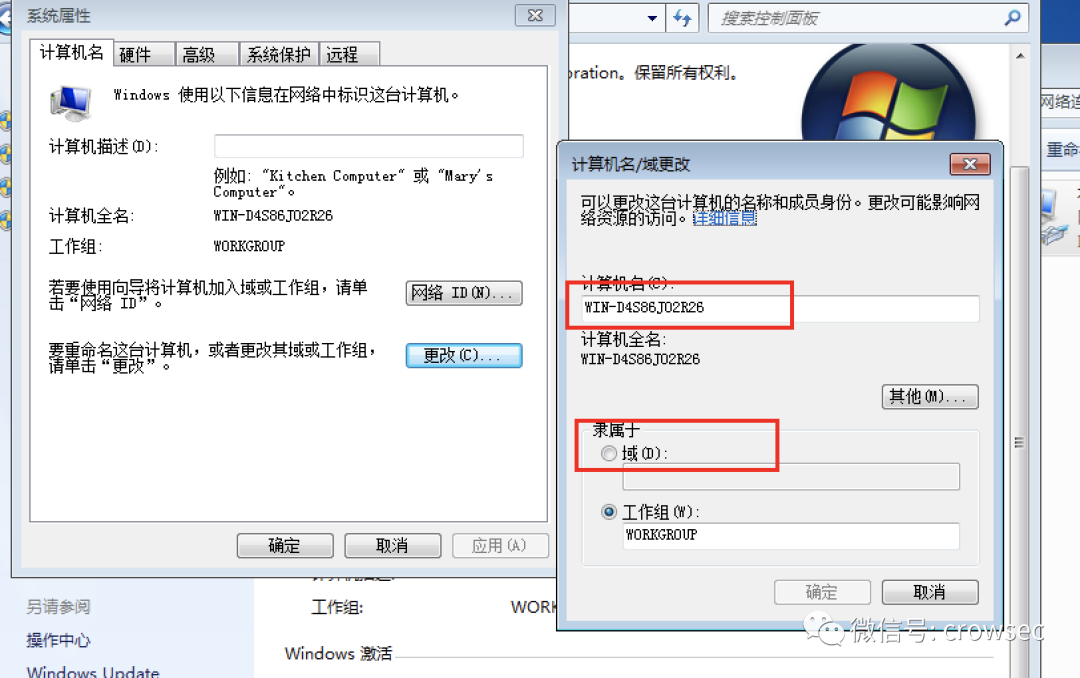 系统属性
计算机名
硬件
高级
系统保护
远程
Windows 使用以下信息在网络中标识这台计算机。
计算机描述(D):
例如: "Kitchen Computer" 或 "Mary's
Computer"。
计算机全名:
WIN-D4S86J02R26
工作组:
WORKGROUP
若要使用向导将计算机加入域或工作组，请单
击“网络 ID”。
网络 ID(N)...
要重命名这台计算机，或者更改其域或工作组，
请单击“更改”。
更改(C)...
确定
取消
应用(A)
搜索控制面板
oration。保留所有权利。
网络连
重命
计算机名/域更改
可以更改这台计算机的名称和成员身份。更改可能影响网
络资源的访问。详细信息
计算机名(C):
WIN-D4S86J02R26
计算机全名:
WIN-D4S86J02R26
其他(M)...
隶属于
域(D):
工作组(W):
WORKGROUP
确定
取消
另请参阅
操作中心
Windows Update
工作组:
WORK
Windows 激活
微信号: crowsec